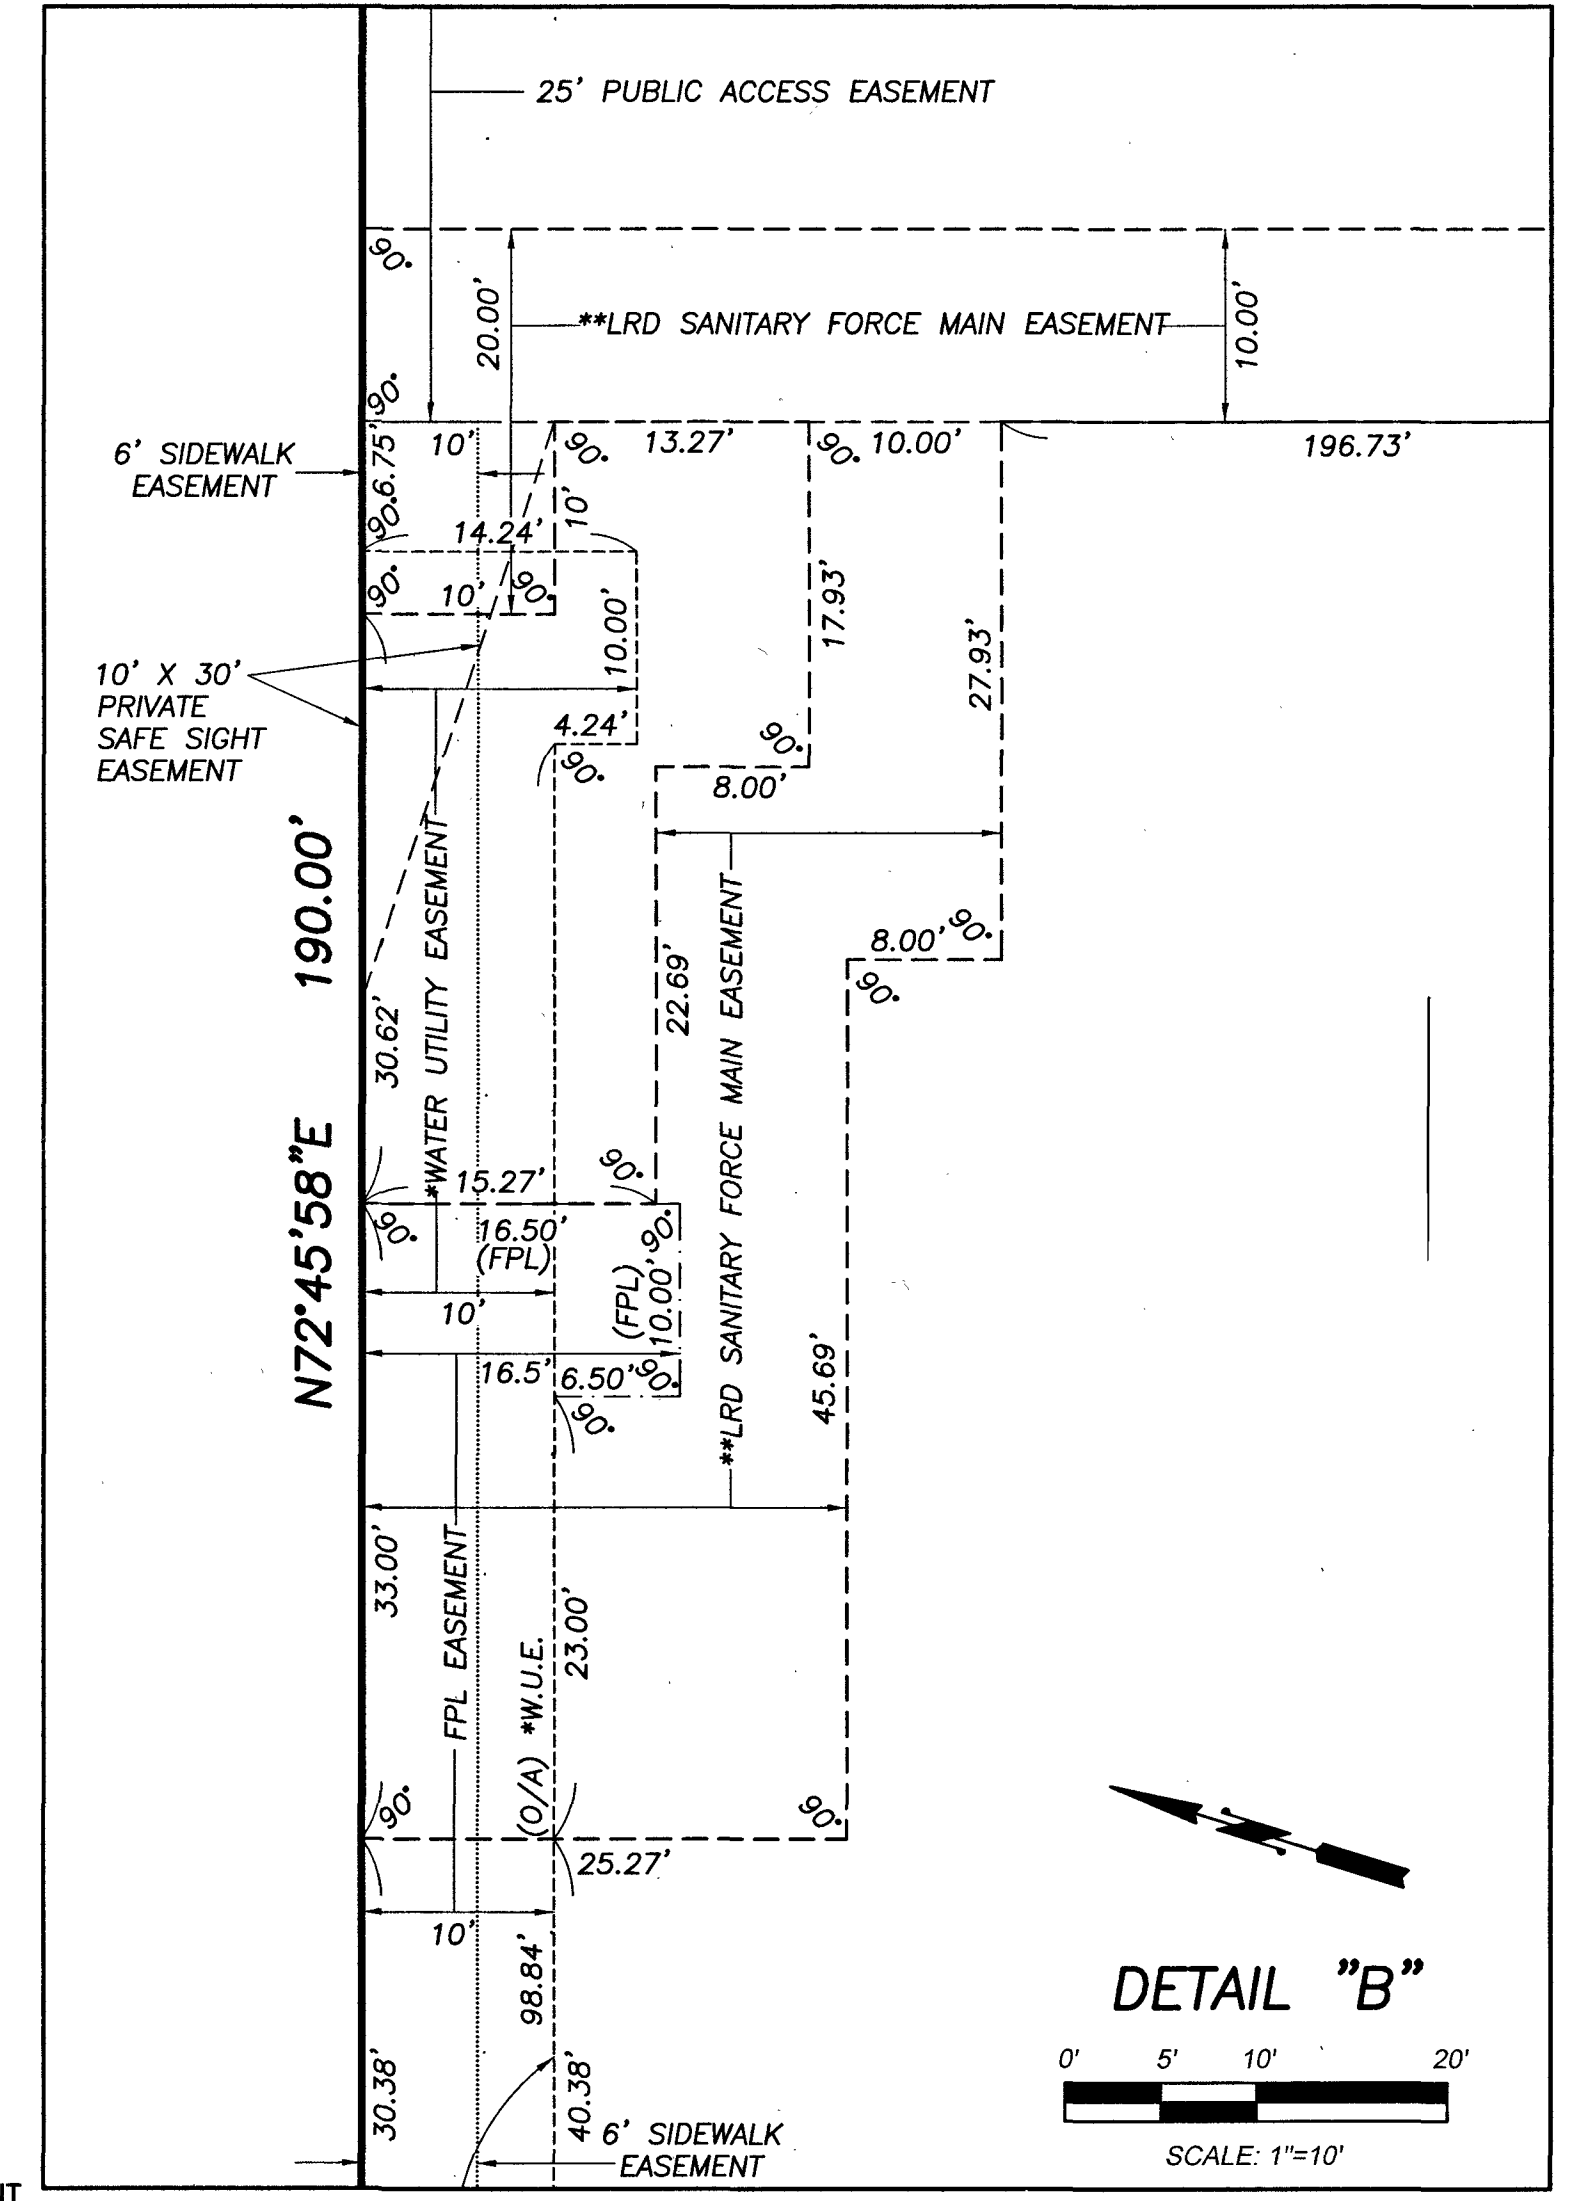 25' PUBLIC ACCESS EASEMENT
90°
20.00'
**LRD SANITARY FORCE MAIN EASEMENT
10.00'
90°
6' SIDEWALK
EASEMENT
6.75'
10'
90°
13.27'
90°
10.00'
196.73'
90°
14.24'
10'
90°
10'
90°
10.00'
17.93'
27.93'
10' X 30'
PRIVATE
SAFE SIGHT
EASEMENT
4.24'
90°
90°
8.00'
190.00'
N72°45'58"E
30.62'
*WATER UTILITY EASEMENT
22.69'
**LRD SANITARY FORCE MAIN EASEMENT
8.00'
90°
90°
15.27'
90°
90°
16.50'
(FPL)
90°
(FPL)
10.00'
10'
16.5'
6.50'
90°
90°
45.69'
33.00'
FPL EASEMENT
(O/A) *W.U.E.
23.00'
90°
90°
25.27'
10'
98.84'
30.38'
40.38'
6' SIDEWALK
EASEMENT
DETAIL "B"
0' 5' 10' 20'
SCALE: 1"=10'
NT